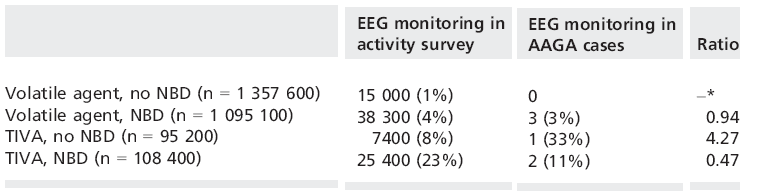 EEG monitoring in EEG monitoring in
activity survey AAGA cases Ratio
Volatile agent, no NBD (n = 1 357 600) 15 000 (1%) 0 –*
Volatile agent, NBD (n = 1 095 100) 38 300 (4%) 3 (3%) 0.94
TIVA, no NBD (n = 95 200) 7400 (8%) 1 (33%) 4.27
TIVA, NBD (n = 108 400) 25 400 (23%) 2 (11%) 0.47